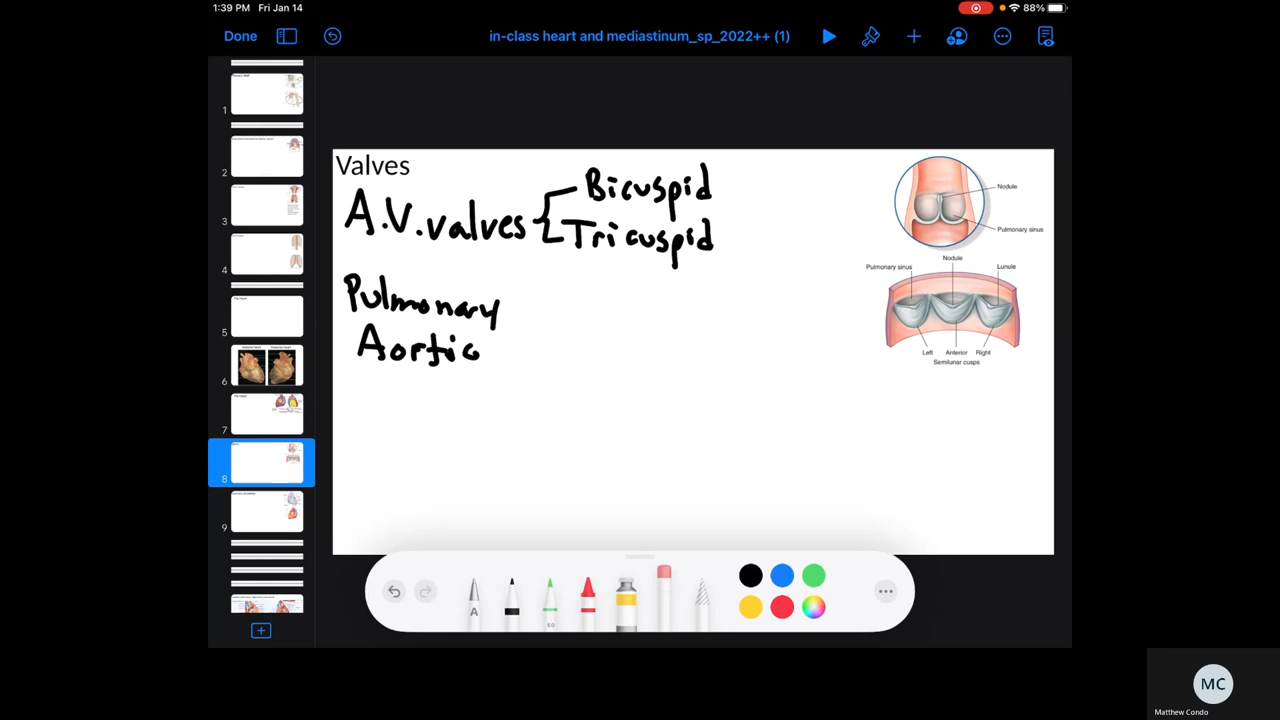 1:39 PM Fri Jan 14
88%
Done
in-class heart and mediastinum_sp_2022++ (1)
1
2
3
4
5
6
7
8
9
Valves
A.V. valves
Bicuspid
Tricuspid
Pulmonary
Aortic
Nodule
Pulmonary sinus
Nodule
Pulmonary sinus
Lunule
Left Anterior Right
Semilunar cusps
A
50
MC
Matthew Condo